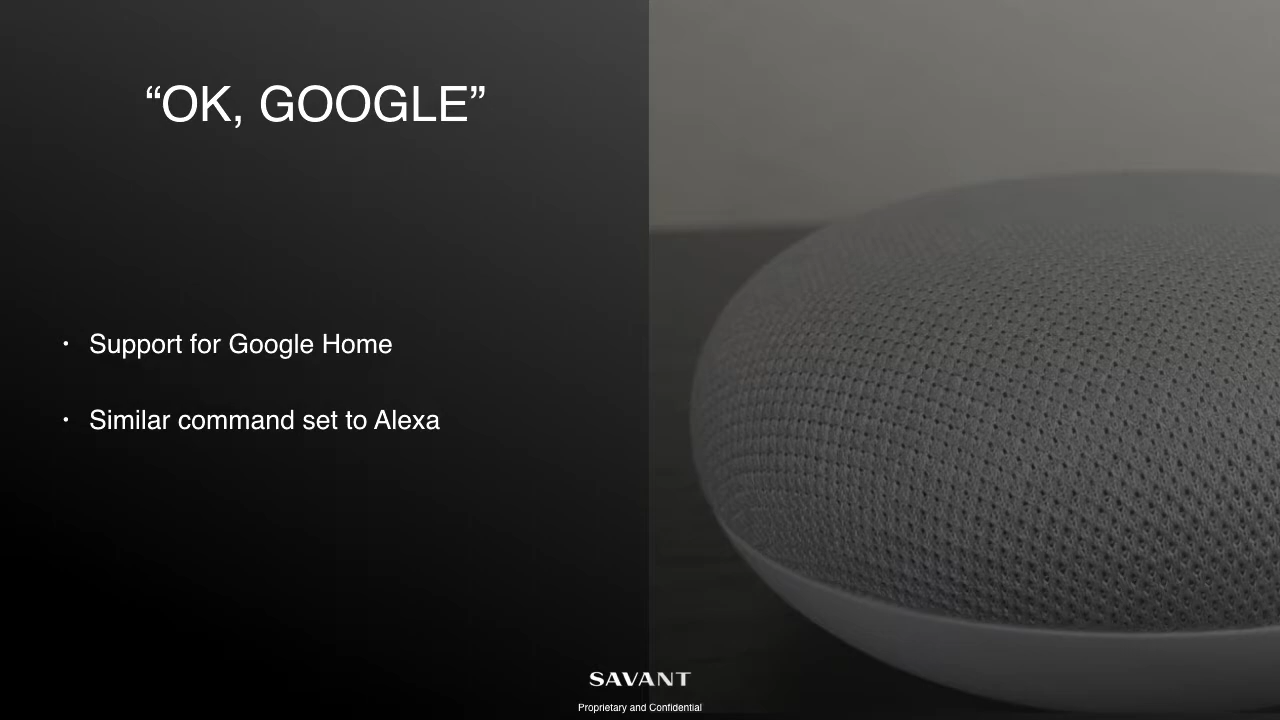 “OK, GOOGLE”
• Support for Google Home
• Similar command set to Alexa
SAVANT
Proprietary and Confidential